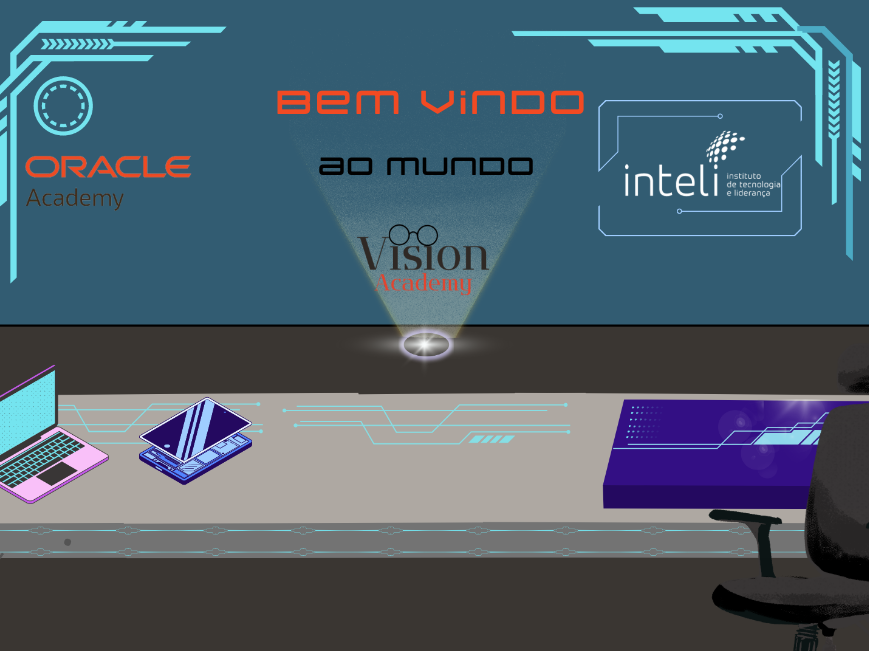 BEM VINDO
AO MUNDO
ORACLE
Academy
inteli
instituto
de tecnologia
e liderança
Vision
Academy